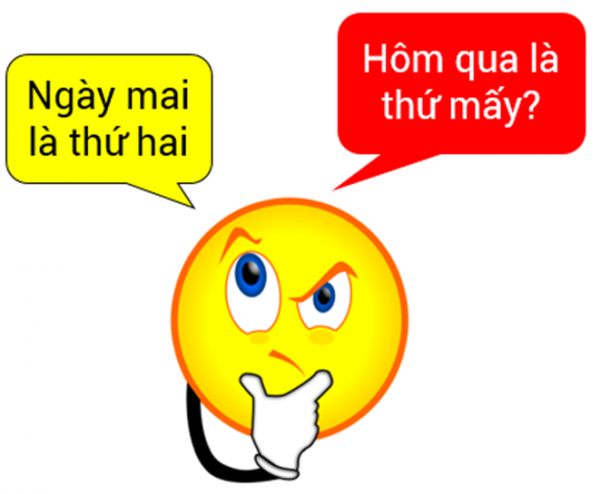 Ngày mai
là thứ hai
Hôm qua là
thứ mấy?